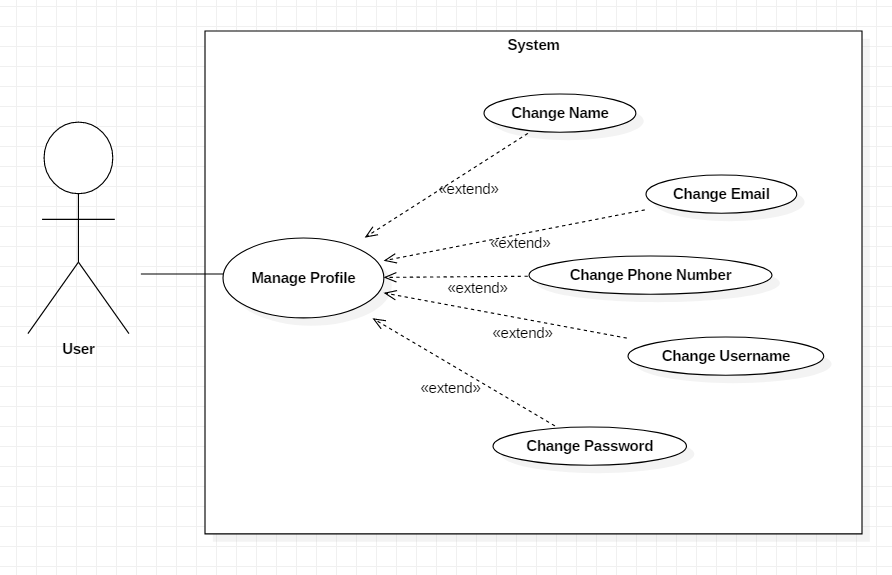 System
Change Name
«extend»
Change Email
«extend»
Change Phone Number
Manage Profile
«extend»
«extend»
Change Username
User
«extend»
Change Password